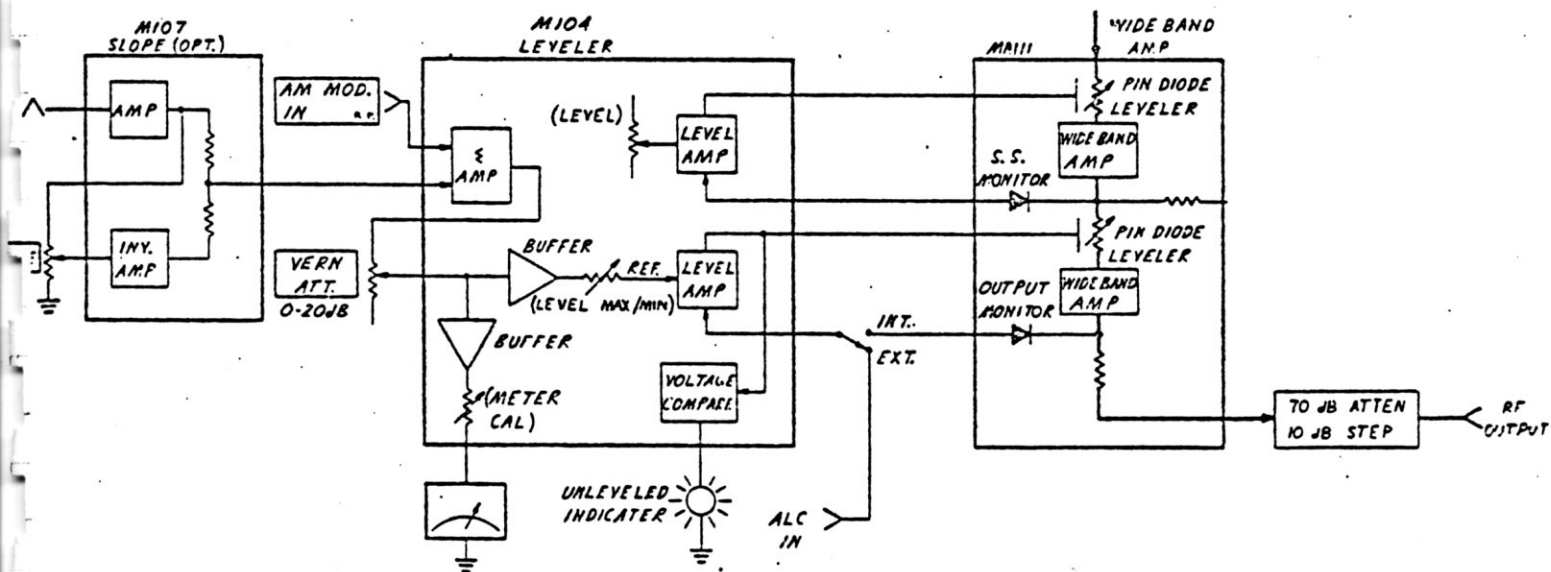 M107
SLOPE (OPT.)
AMP
INV.
AMP
AM MOD.
IN
VERN
ATT.
0-20dB
M104
LEVELER
Σ
AMP
(LEVEL)
LEVEL
AMP
BUFFER
REF.
(LEVEL MAX/MIN)
LEVEL
AMP
BUFFER
(METER
CAL)
VOLTAGE
COMPARE
UNLEVELED
INDICATER
ALC
IN
INT.
EXT.
WIDE BAND
AMP
PIN DIODE
LEVELER
WIDE BAND
AMP
S.S.
MONITOR
PIN DIODE
LEVELER
WIDE BAND
AMP
OUTPUT
MONITOR
70 dB ATTEN
10 dB STEP
RF
OUTPUT